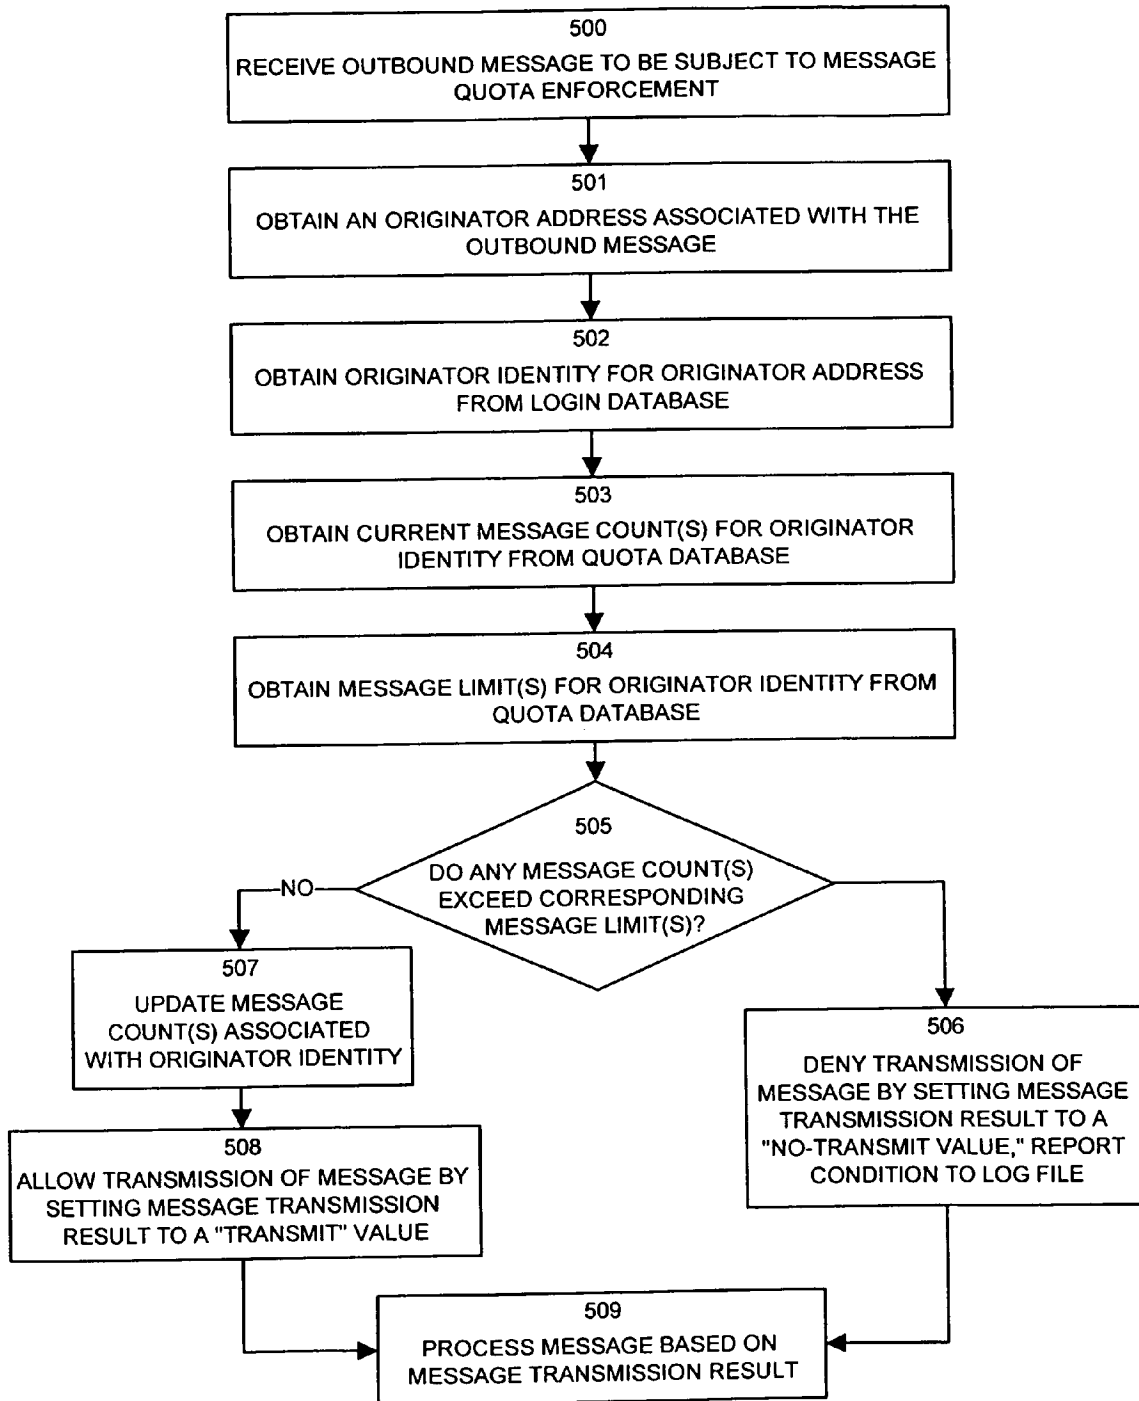 500
RECEIVE OUTBOUND MESSAGE TO BE SUBJECT TO MESSAGE
QUOTA ENFORCEMENT
501
OBTAIN AN ORIGINATOR ADDRESS ASSOCIATED WITH THE
OUTBOUND MESSAGE
502
OBTAIN ORIGINATOR IDENTITY FOR ORIGINATOR ADDRESS
FROM LOGIN DATABASE
503
OBTAIN CURRENT MESSAGE COUNT(S) FOR ORIGINATOR
IDENTITY FROM QUOTA DATABASE
504
OBTAIN MESSAGE LIMIT(S) FOR ORIGINATOR IDENTITY FROM
QUOTA DATABASE
505
DO ANY MESSAGE COUNT(S)
EXCEED CORRESPONDING
MESSAGE LIMIT(S)?
NO
507
UPDATE MESSAGE
COUNT(S) ASSOCIATED
WITH ORIGINATOR IDENTITY
506
DENY TRANSMISSION OF
MESSAGE BY SETTING MESSAGE
TRANSMISSION RESULT TO A
"NO-TRANSMIT VALUE," REPORT
CONDITION TO LOG FILE
508
ALLOW TRANSMISSION OF MESSAGE BY
SETTING MESSAGE TRANSMISSION
RESULT TO A "TRANSMIT" VALUE
509
PROCESS MESSAGE BASED ON
MESSAGE TRANSMISSION RESULT